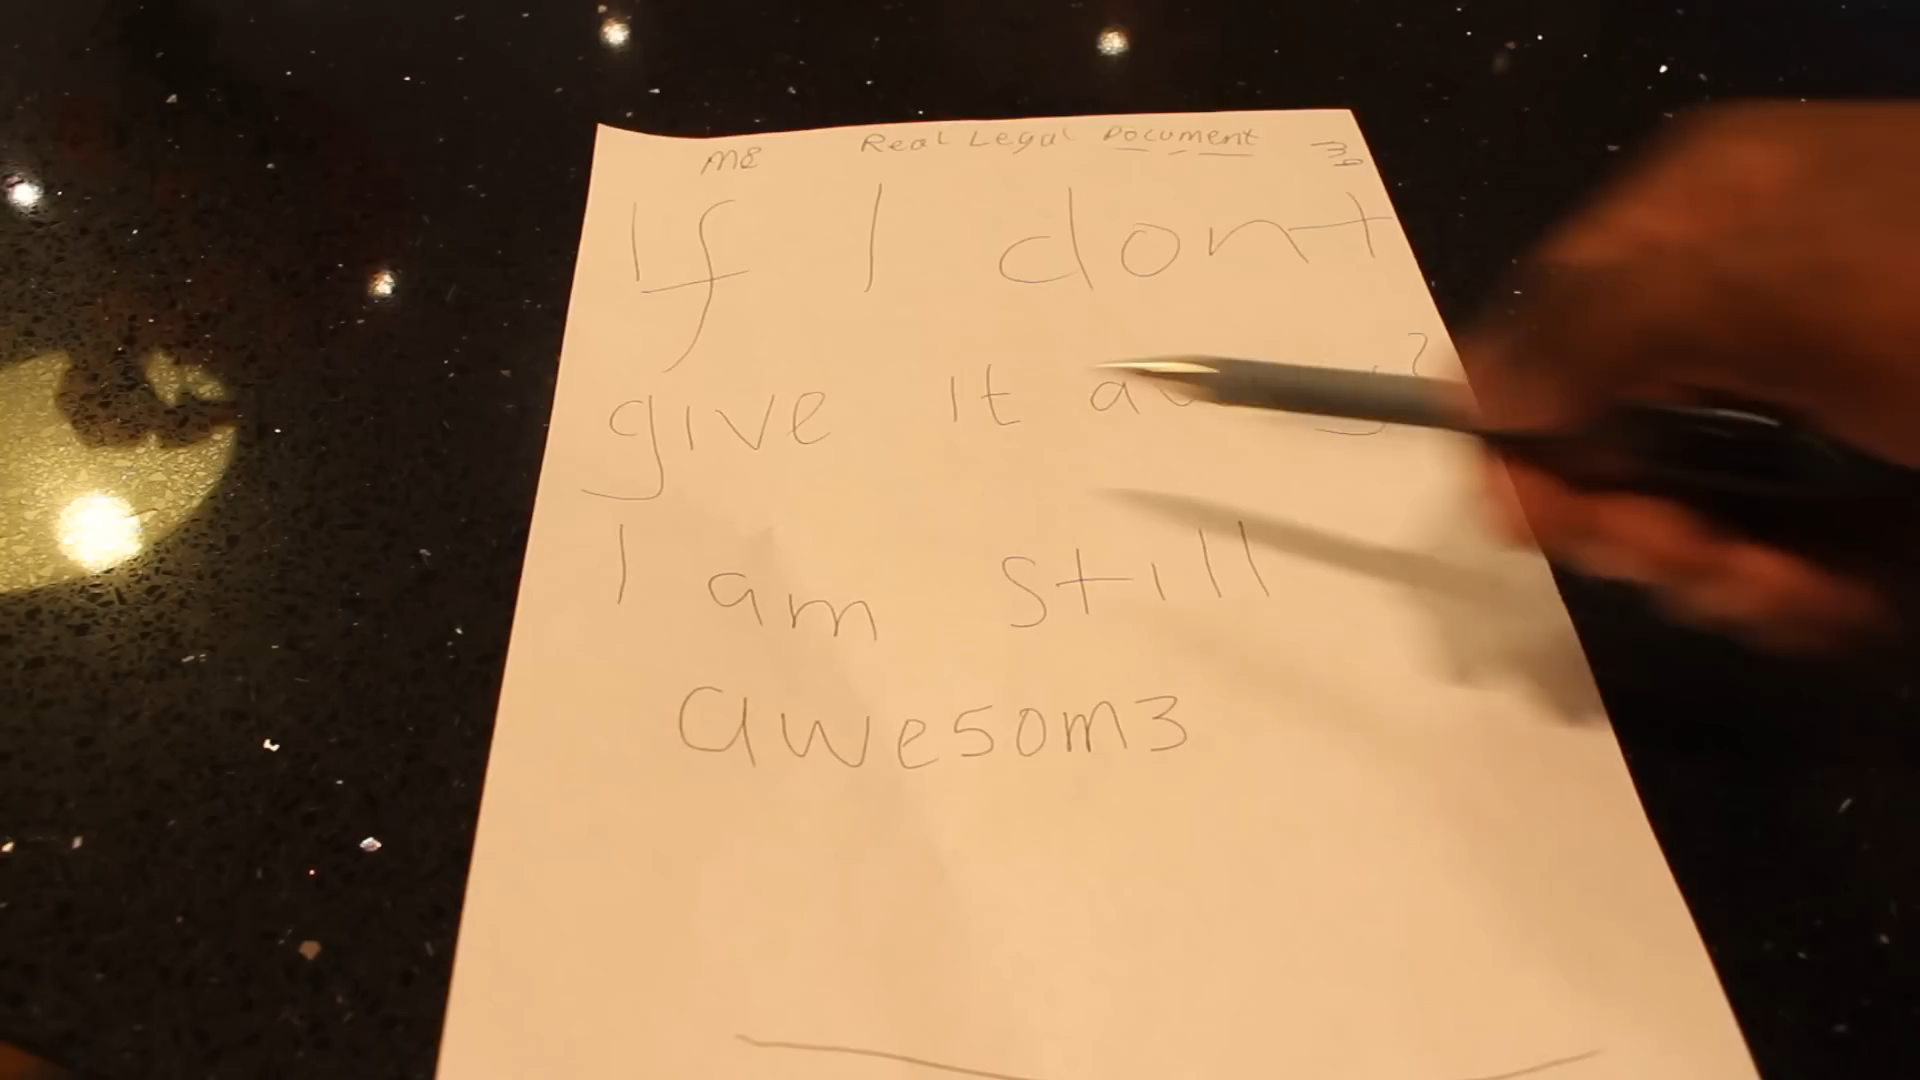 Real Legal Document
ME
If I dont
give it
I am still
awesom3